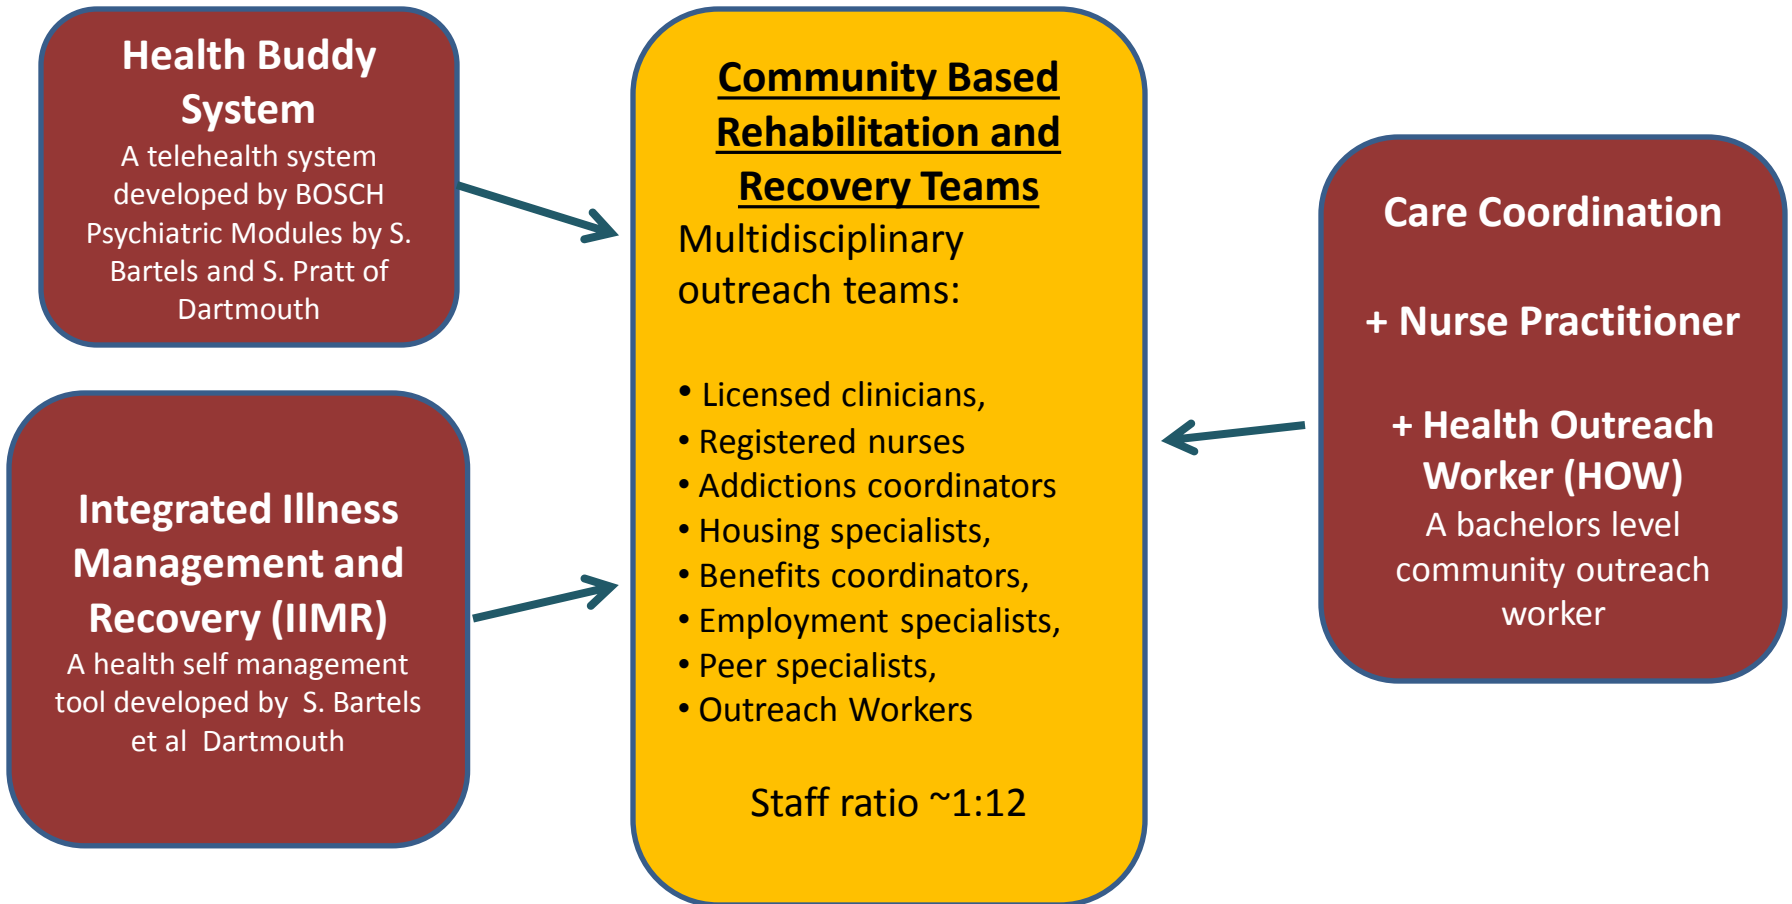 Health Buddy
System
A telehealth system
developed by BOSCH
Psychiatric Modules by S.
Bartels and S. Pratt of
Dartmouth
Integrated Illness
Management and
Recovery (IIMR)
A health self management
tool developed by  S. Bartels
et al  Dartmouth
Community Based
Rehabilitation and
Recovery Teams
Multidisciplinary
outreach teams:
• Licensed clinicians,
• Registered nurses
• Addictions coordinators
• Housing specialists,
• Benefits coordinators,
• Employment specialists,
• Peer specialists,
• Outreach Workers
Staff ratio ~1:12
Care Coordination
+ Nurse Practitioner
+ Health Outreach
Worker (HOW)
A bachelors level
community outreach
worker